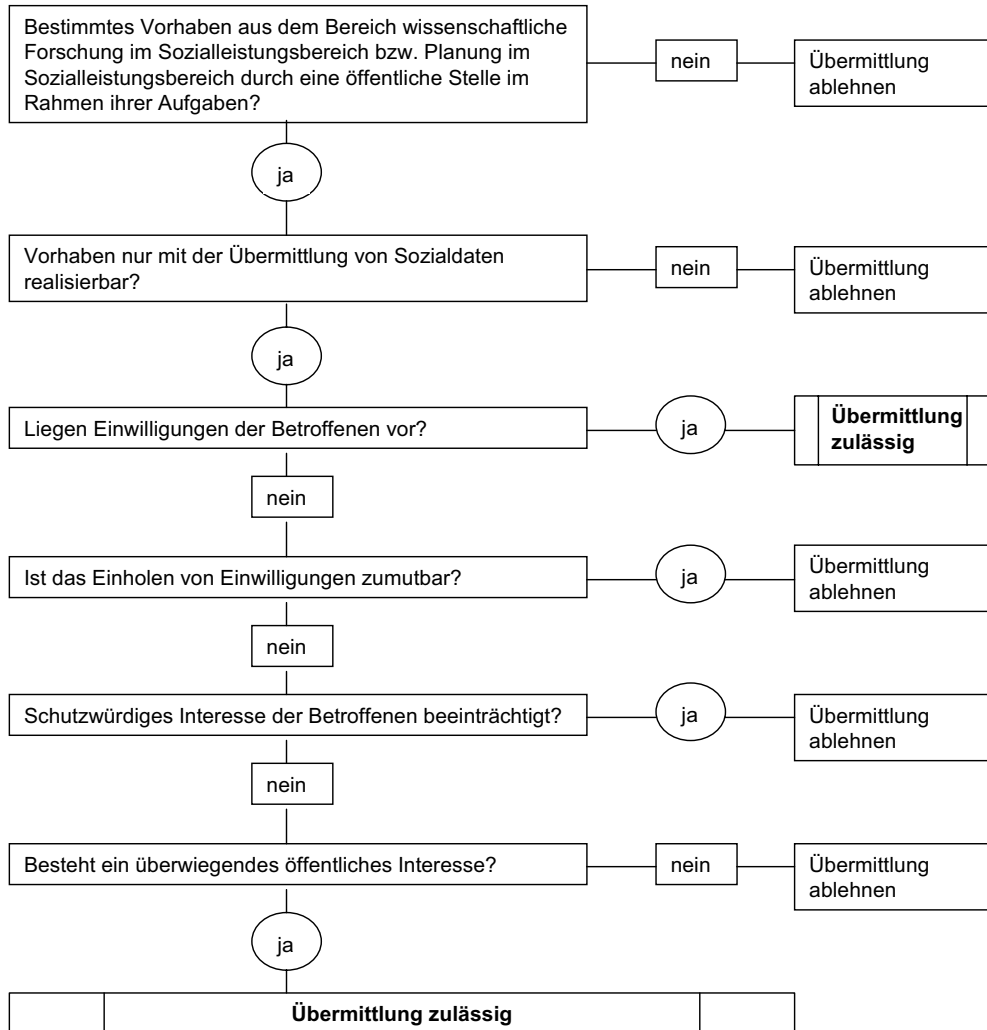 Bestimmtes Vorhaben aus dem Bereich wissenschaftliche
Forschung im Sozialleistungsbereich bzw. Planung im
Sozialleistungsbereich durch eine öffentliche Stelle im
Rahmen ihrer Aufgaben?
nein
Übermittlung
ablehnen
ja
Vorhaben nur mit der Übermittlung von Sozialdaten
realisierbar?
nein
Übermittlung
ablehnen
ja
Liegen Einwilligungen der Betroffenen vor?
ja
Übermittlung
zulässig
nein
Ist das Einholen von Einwilligungen zumutbar?
ja
Übermittlung
ablehnen
nein
Schutzwürdiges Interesse der Betroffenen beeinträchtigt?
ja
Übermittlung
ablehnen
nein
Besteht ein überwiegendes öffentliches Interesse?
nein
Übermittlung
ablehnen
ja
Übermittlung zulässig